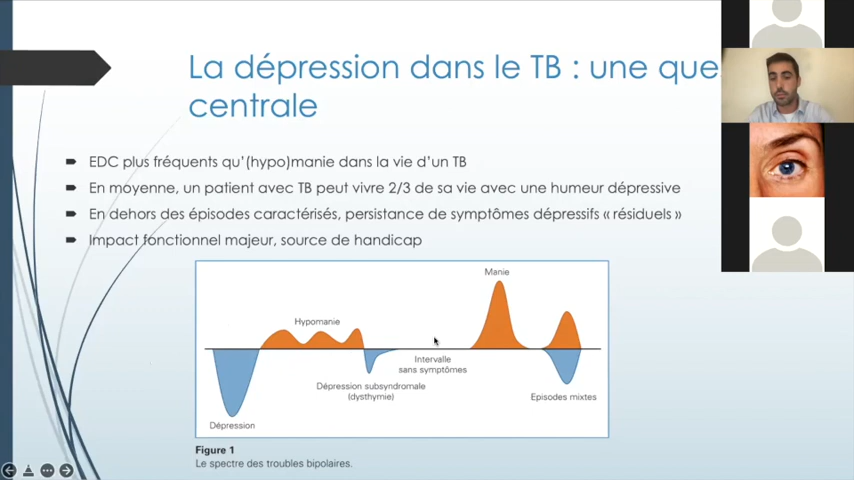 La dépression dans le TB : une
centrale
EDC plus fréquents qu'(hypo)manie dans la vie d'un TB
En moyenne, un patient avec TB peut vivre 2/3 de sa vie avec une humeur dépressive
En dehors des épisodes caractérisés, persistance de symptômes dépressifs « résiduels »
Impact fonctionnel majeur, source de handicap
Manie
Hypomanie
Intervalle
sans symptômes
Dépression subsyndromale
(dysthymie)
Episodes mixtes
Dépression
Figure 1
Le spectre des troubles bipolaires.